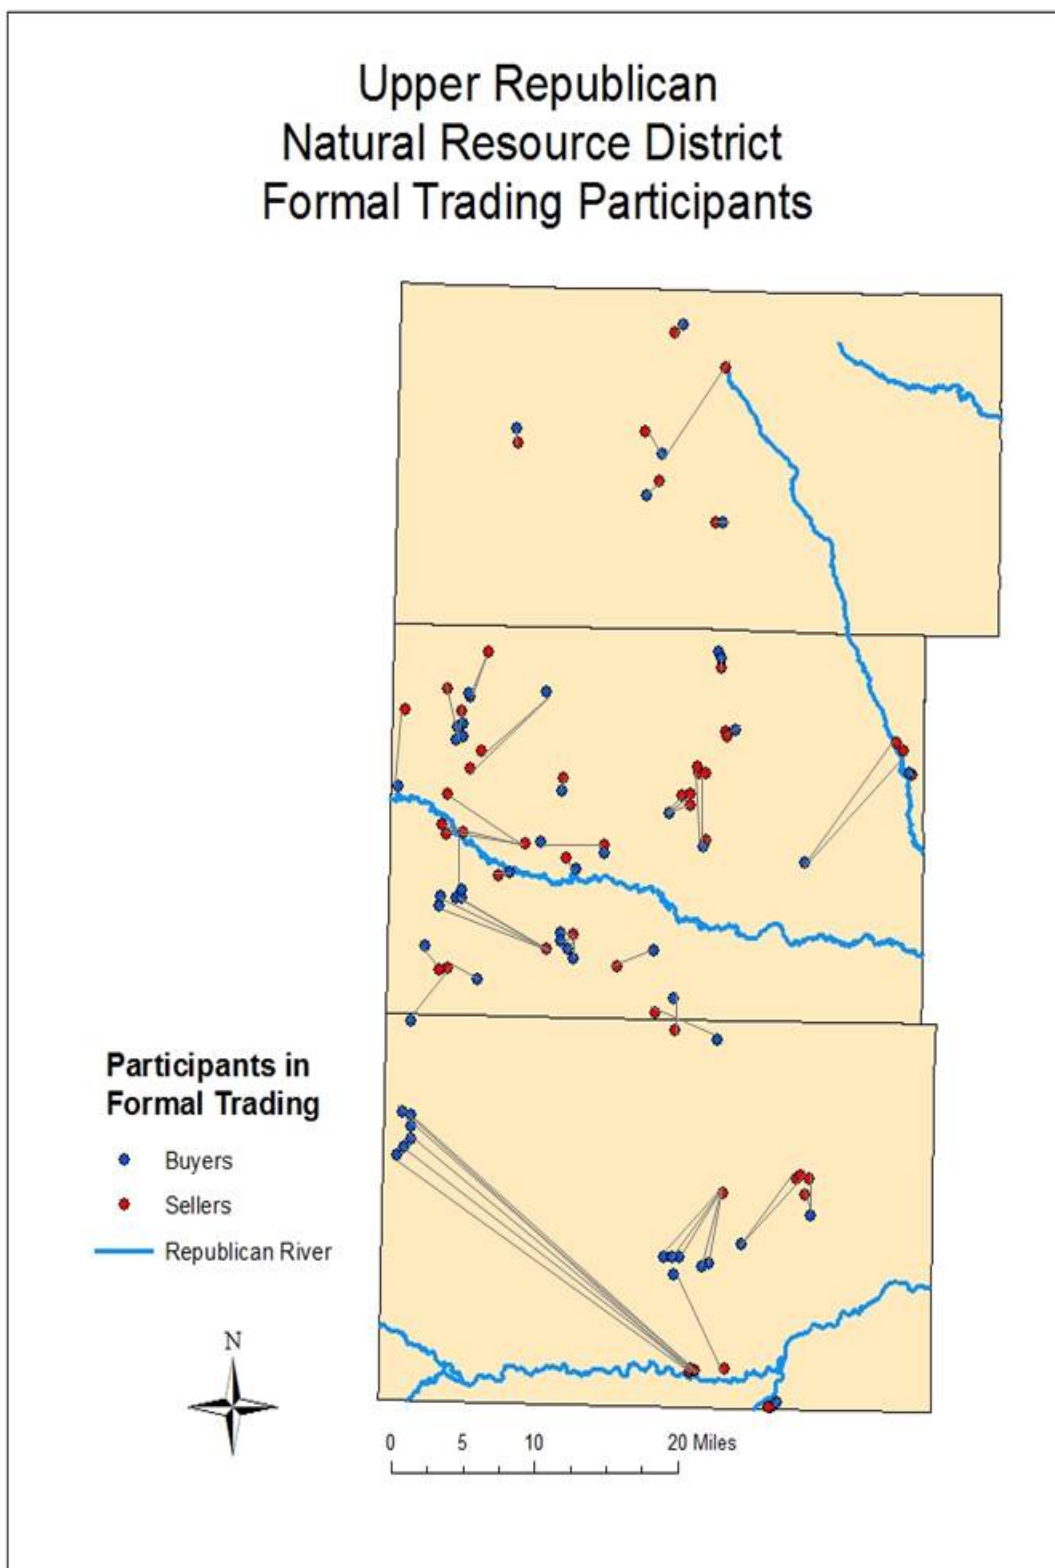 Upper Republican
Natural Resource District
Formal Trading Participants
Participants in
Formal Trading
Buyers
Sellers
Republican River
N
0 5 10 20 Miles